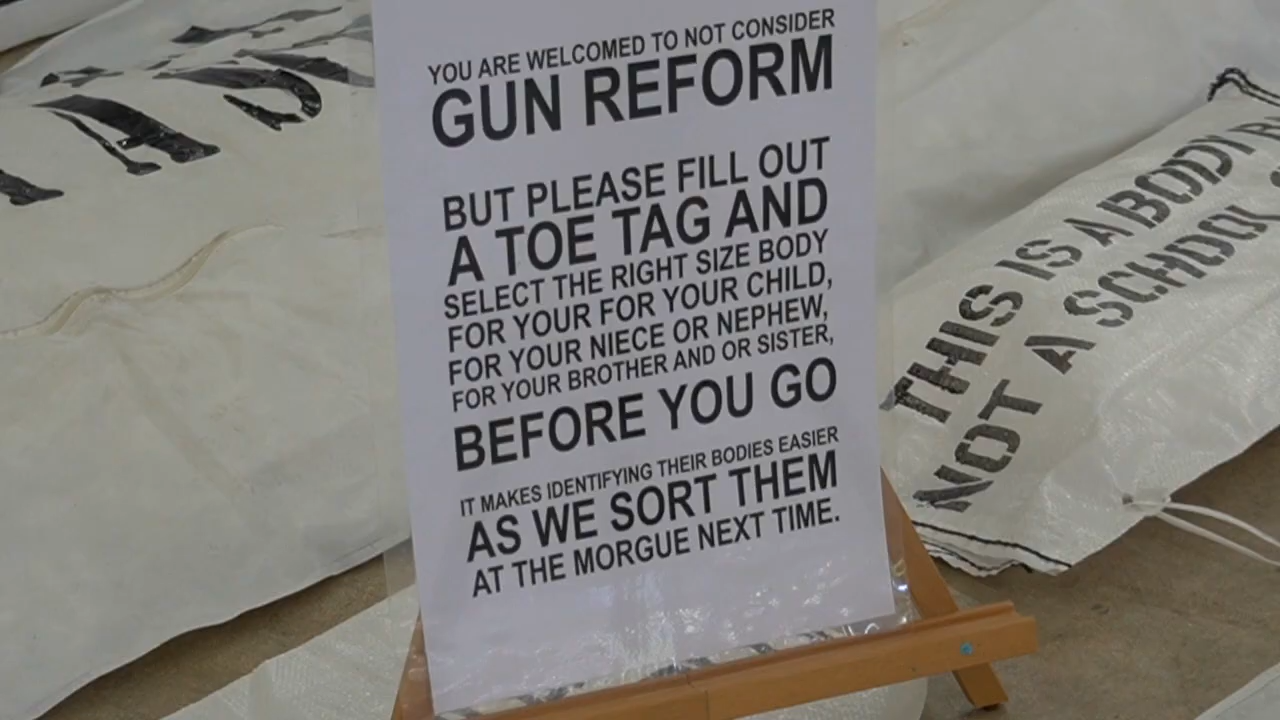 YOU ARE WELCOMED TO NOT CONSIDER
GUN REFORM
BUT PLEASE FILL OUT
A TOE TAG AND
SELECT THE RIGHT SIZE BODY
FOR YOUR FOR YOUR CHILD,
FOR YOUR NIECE OR NEPHEW,
FOR YOUR BROTHER AND OR SISTER,
BEFORE YOU GO
IT MAKES IDENTIFYING THEIR BODIES EASIER
AS WE SORT THEM
AT THE MORGUE NEXT TIME.
THIS IS A BODY
NOT A SCHOOL